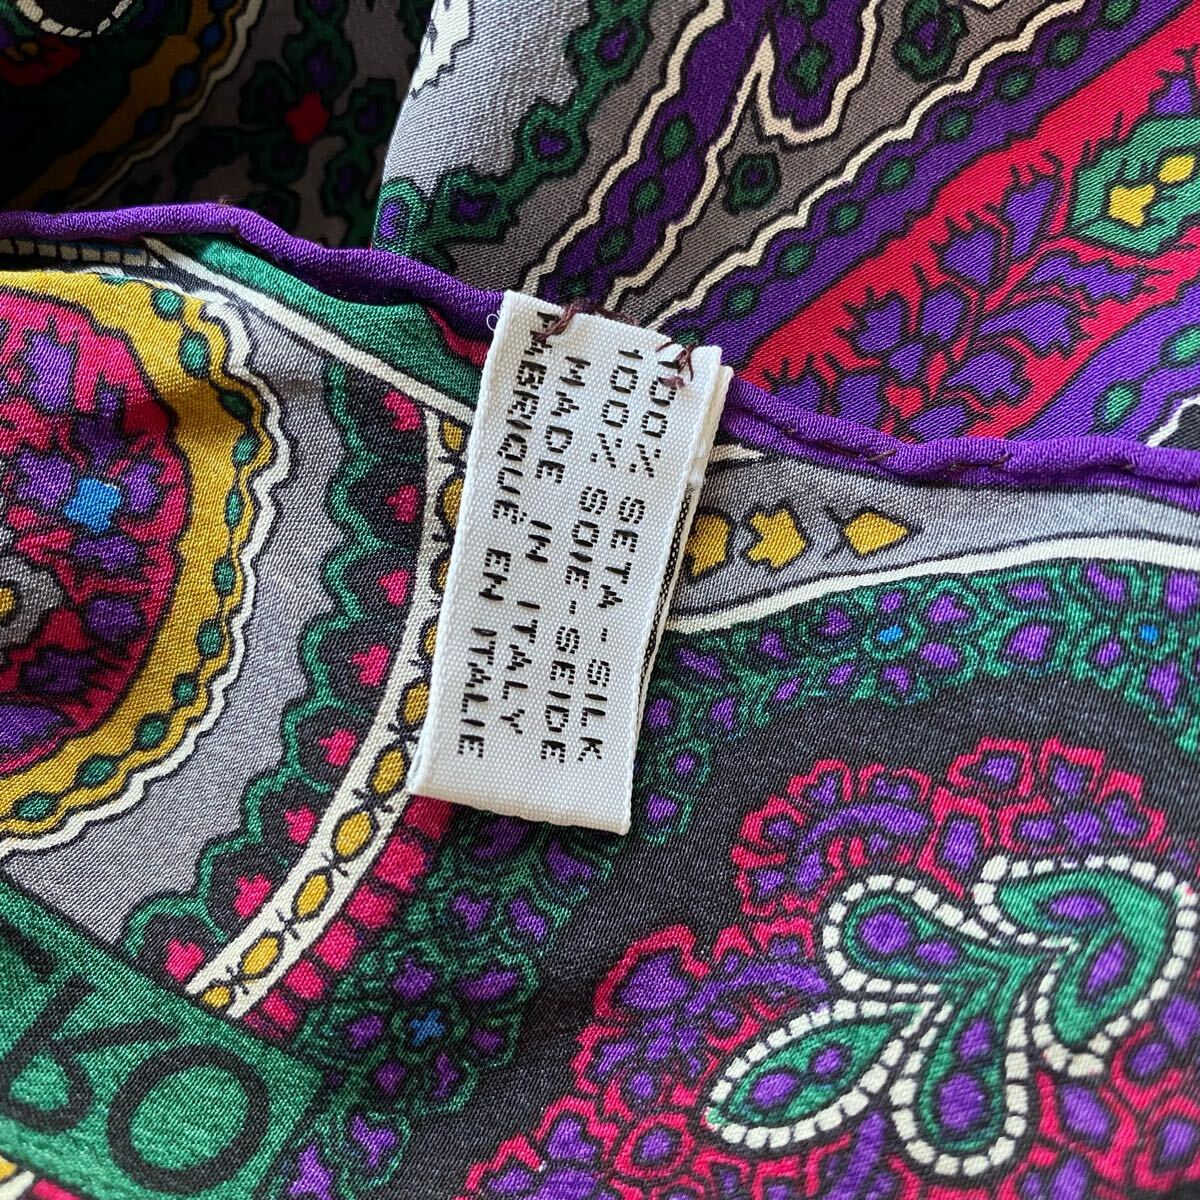 100% SETA-SILK
100% SOIE-SEIDE
MADE IN ITALY
FABRIQUÉ EN ITALIE